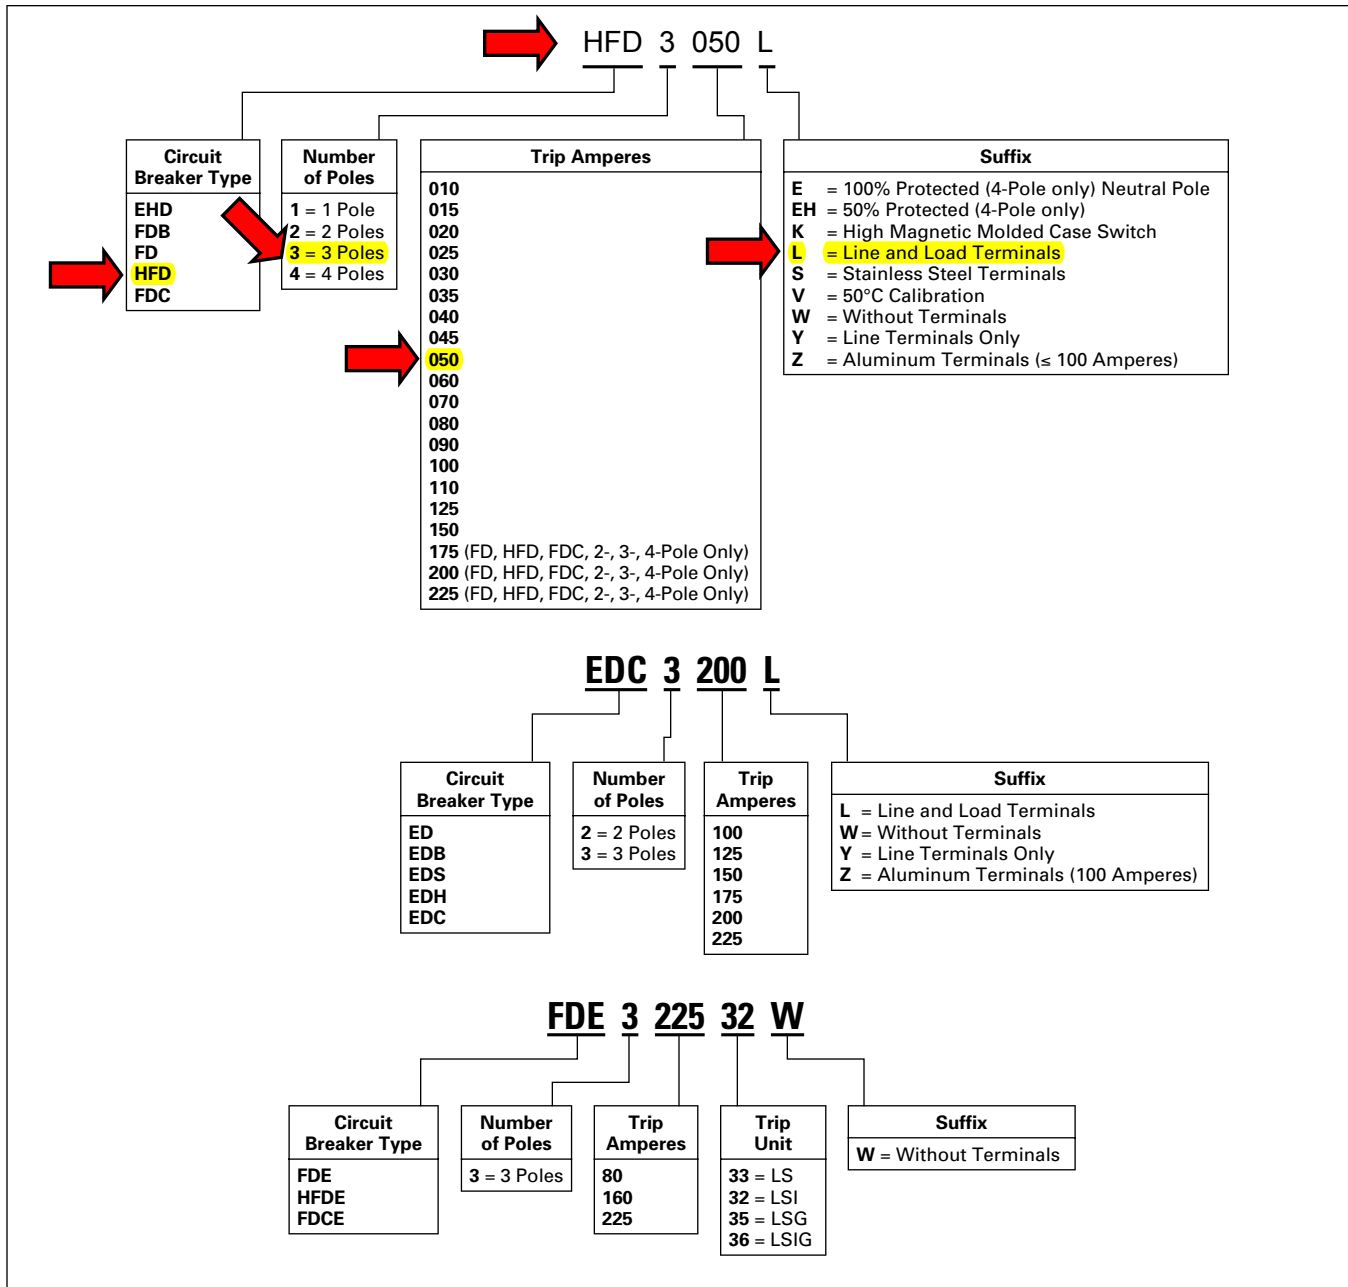 HFD 3 050 L
Circuit
Breaker Type
EHD
FDB
FD
HFD
FDC
Number
of Poles
1 = 1 Pole
2 = 2 Poles
3 = 3 Poles
4 = 4 Poles
Trip Amperes
010
015
020
025
030
035
040
045
050
060
070
080
090
100
110
125
150
175 (FD, HFD, FDC, 2-, 3-, 4-Pole Only)
200 (FD, HFD, FDC, 2-, 3-, 4-Pole Only)
225 (FD, HFD, FDC, 2-, 3-, 4-Pole Only)
Suffix
E = 100% Protected (4-Pole only) Neutral Pole
EH = 50% Protected (4-Pole only)
K = High Magnetic Molded Case Switch
L = Line and Load Terminals
S = Stainless Steel Terminals
V = 50°C Calibration
W = Without Terminals
Y = Line Terminals Only
Z = Aluminum Terminals (≤ 100 Amperes)
EDC 3 200 L
Circuit
Breaker Type
ED
EDB
EDS
EDH
EDC
Number
of Poles
2 = 2 Poles
3 = 3 Poles
Trip
Amperes
100
125
150
175
200
225
Suffix
L = Line and Load Terminals
W = Without Terminals
Y = Line Terminals Only
Z = Aluminum Terminals (100 Amperes)
FDE 3 225 32 W
Circuit
Breaker Type
FDE
HFDE
FDCE
Number
of Poles
3 = 3 Poles
Trip
Amperes
80
160
225
Trip
Unit
33 = LS
32 = LSI
35 = LSG
36 = LSIG
Suffix
W = Without Terminals